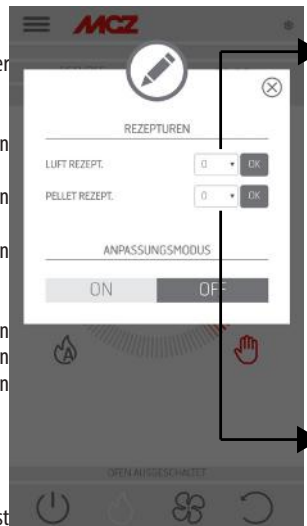 MCZ
REZEPTUREN
LUFT REZEPT. 0 OK
PELLET REZEPT. 0 OK
ANPASSUNGSMODUS
ON OFF
A
OFEN AUSGESCHALTET